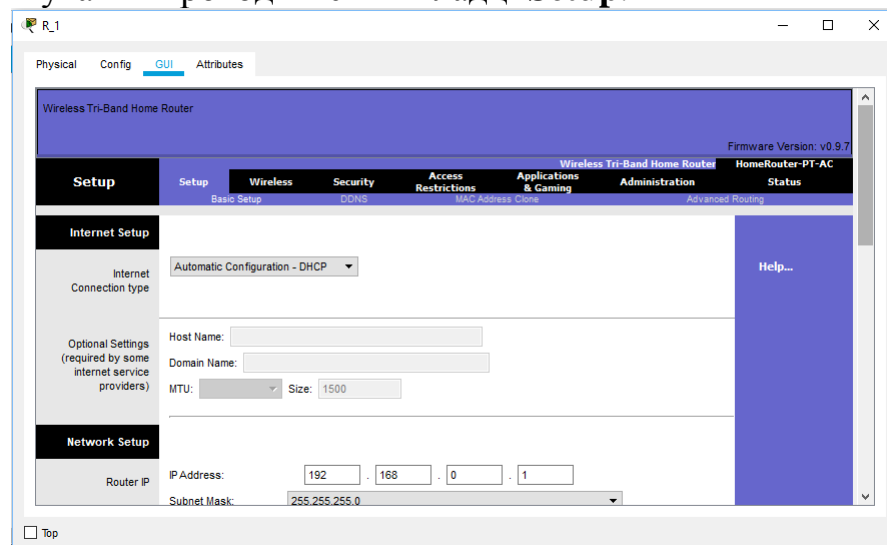 Setup.
R_1
Physical Config GUI Attributes
Wireless Tri-Band Home Router
Firmware Version: v0.9.7
Wireless Tri-Band Home Router HomeRouter-PT-AC
Setup
Setup Wireless Security Access Restrictions Applications & Gaming Administration Status
Basic Setup DDNS MAC Address Clone Advanced Routing
Internet Setup
Internet
Connection type
Automatic Configuration - DHCP
Help...
Optional Settings
(required by some
internet service
providers)
Host Name:
Domain Name:
MTU: Size: 1500
Network Setup
Router IP
IP Address: 192 . 168 . 0 . 1
Subnet Mask: 255.255.255.0
Top